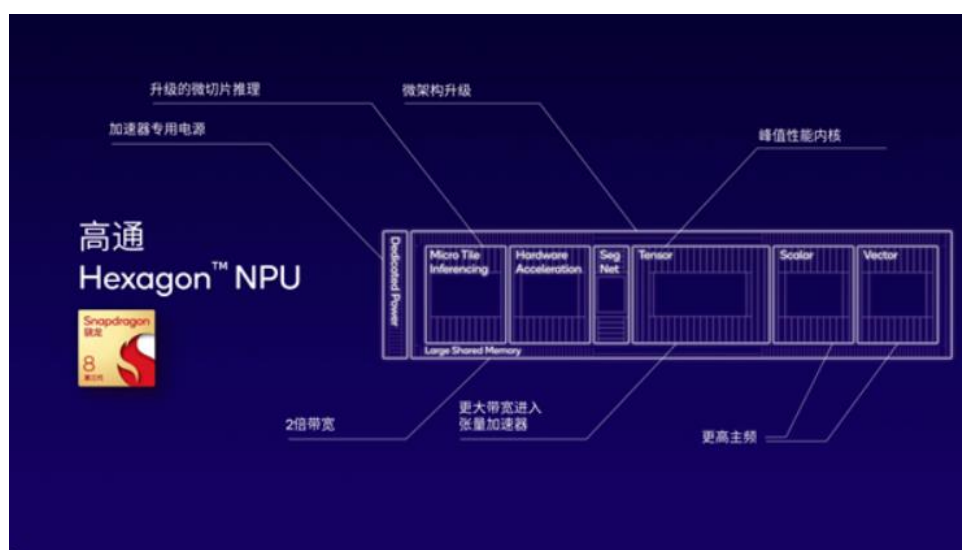 升级的微切片推理
微架构升级
加速器专用电源
峰值性能内核
高通
Hexagon™ NPU
Snapdragon
骁龙
8
第三代
Dedicated Power
Micro Tile
Inferencing
Hardware
Acceleration
Seg
Net
Tensor
Scalar
Vector
Large Shared Memory
2倍带宽
更大带宽进入
张量加速器
更高主频